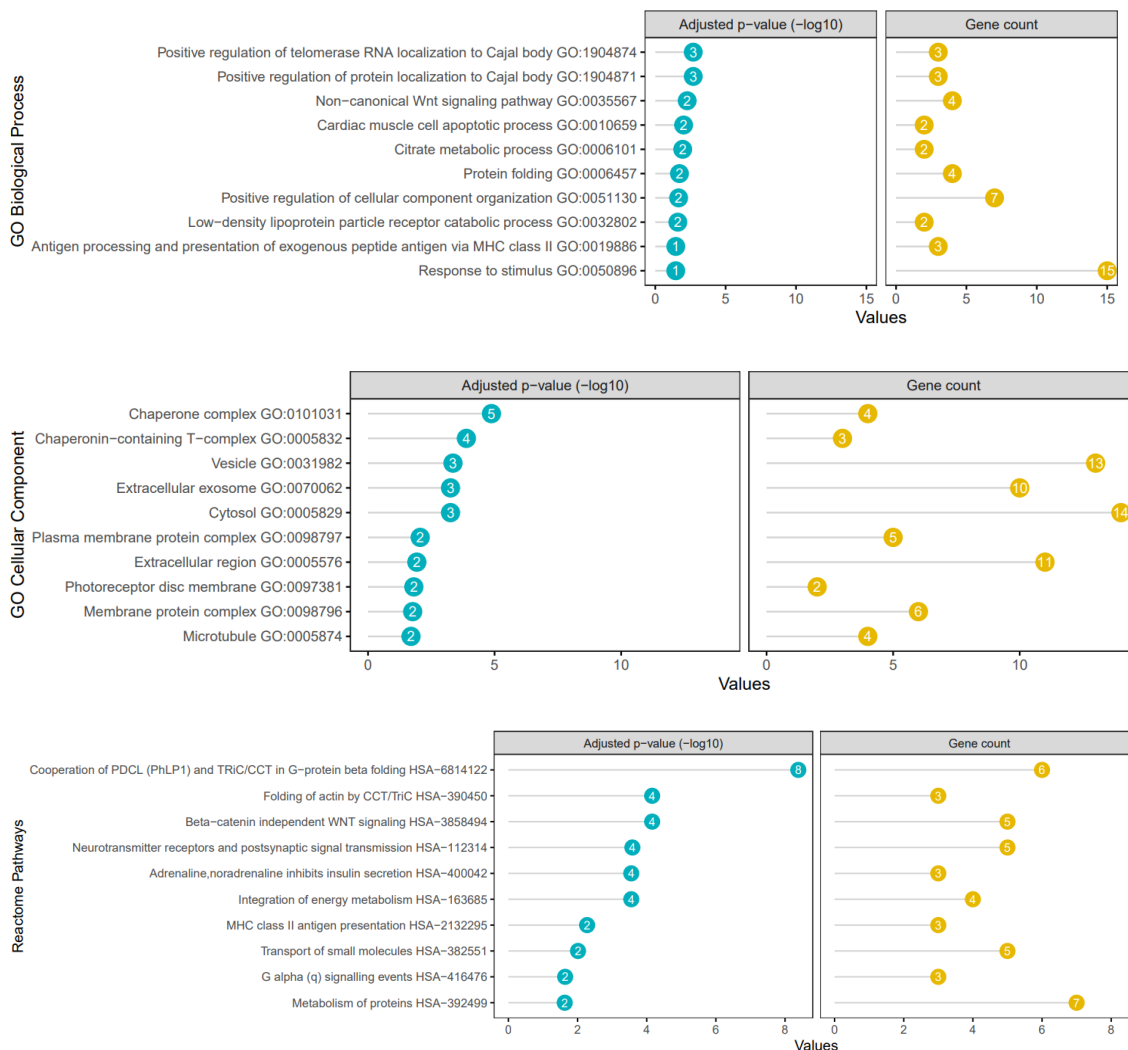 Adjusted p−value (−log10) Gene count
Positive regulation of telomerase RNA localization to Cajal body GO:1904874 3 3
Positive regulation of protein localization to Cajal body GO:1904871 3 3
Non−canonical Wnt signaling pathway GO:0035567 2 4
Cardiac muscle cell apoptotic process GO:0010659 2 2
Citrate metabolic process GO:0006101 2 2
Protein folding GO:0006457 2 4
Positive regulation of cellular component organization GO:0051130 2 7
Low−density lipoprotein particle receptor catabolic process GO:0032802 2 2
Antigen processing and presentation of exogenous peptide antigen via MHC class II GO:0019886 1 3
Response to stimulus GO:0050896 1 15
0 5 10 15 0 5 10 15
Values
GO Biological Process
Adjusted p−value (−log10) Gene count
Chaperone complex GO:0101031 5 4
Chaperonin−containing T−complex GO:0005832 4 3
Vesicle GO:0031982 3 13
Extracellular exosome GO:0070062 3 10
Cytosol GO:0005829 3 14
Plasma membrane protein complex GO:0098797 2 5
Extracellular region GO:0005576 2 11
Photoreceptor disc membrane GO:0097381 2 2
Membrane protein complex GO:0098796 2 6
Microtubule GO:0005874 2 4
0 5 10 0 5 10
Values
GO Cellular Component
Adjusted p−value (−log10) Gene count
Cooperation of PDCL (PhLP1) and TRiC/CCT in G−protein beta folding HSA−6814122 8 6
Folding of actin by CCT/TriC HSA−390450 4 3
Beta−catenin independent WNT signaling HSA−3858494 4 5
Neurotransmitter receptors and postsynaptic signal transmission HSA−112314 4 5
Adrenaline,noradrenaline inhibits insulin secretion HSA−400042 4 3
Integration of energy metabolism HSA−163685 4 4
MHC class II antigen presentation HSA−2132295 2 3
Transport of small molecules HSA−382551 2 5
G alpha (q) signalling events HSA−416476 2 3
Metabolism of proteins HSA−392499 2 7
0 2 4 6 8 0 2 4 6 8
Values
Reactome Pathways